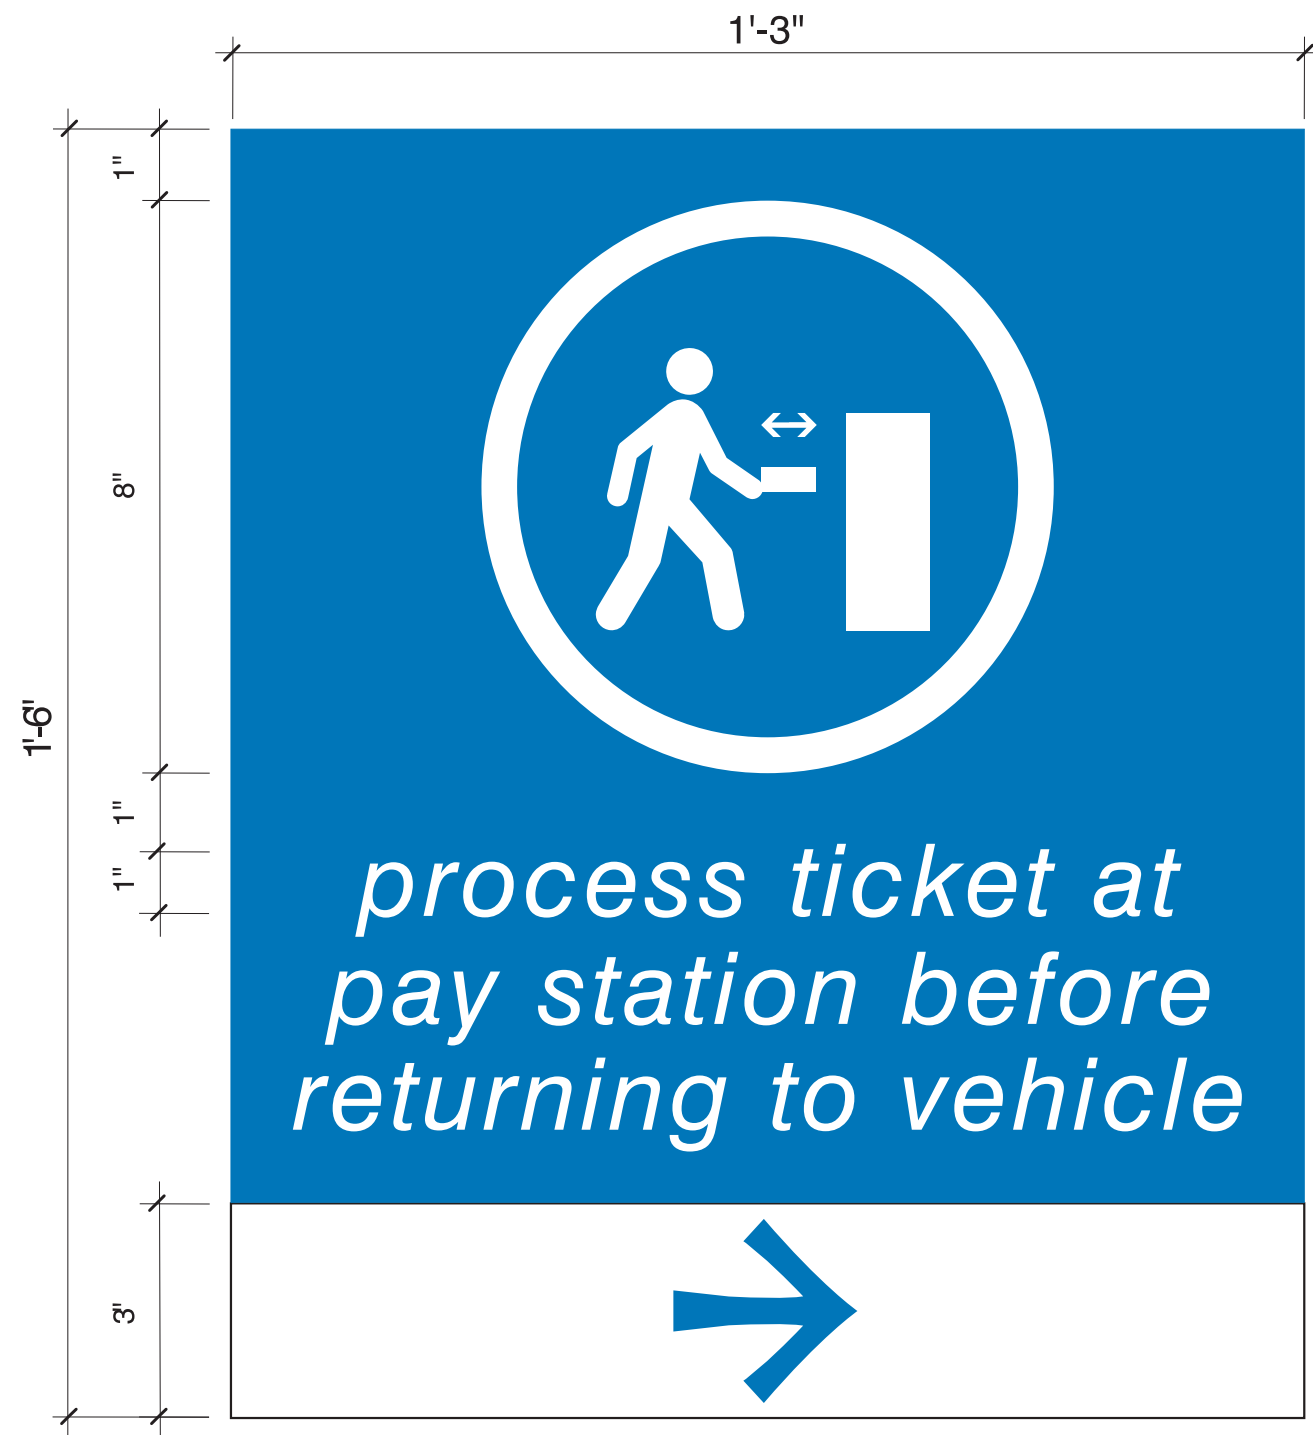 1'-3"
1"
8"
1'-6"
1"
1"
process ticket at
pay station before
returning to vehicle
3"